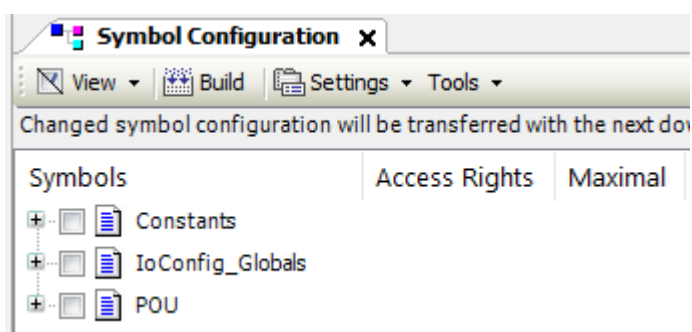 Symbol Configuration
View Build Settings Tools
Changed symbol configuration will be transferred with the next
Symbols Access Rights Maximal
Constants
IoConfig_Globals
POU